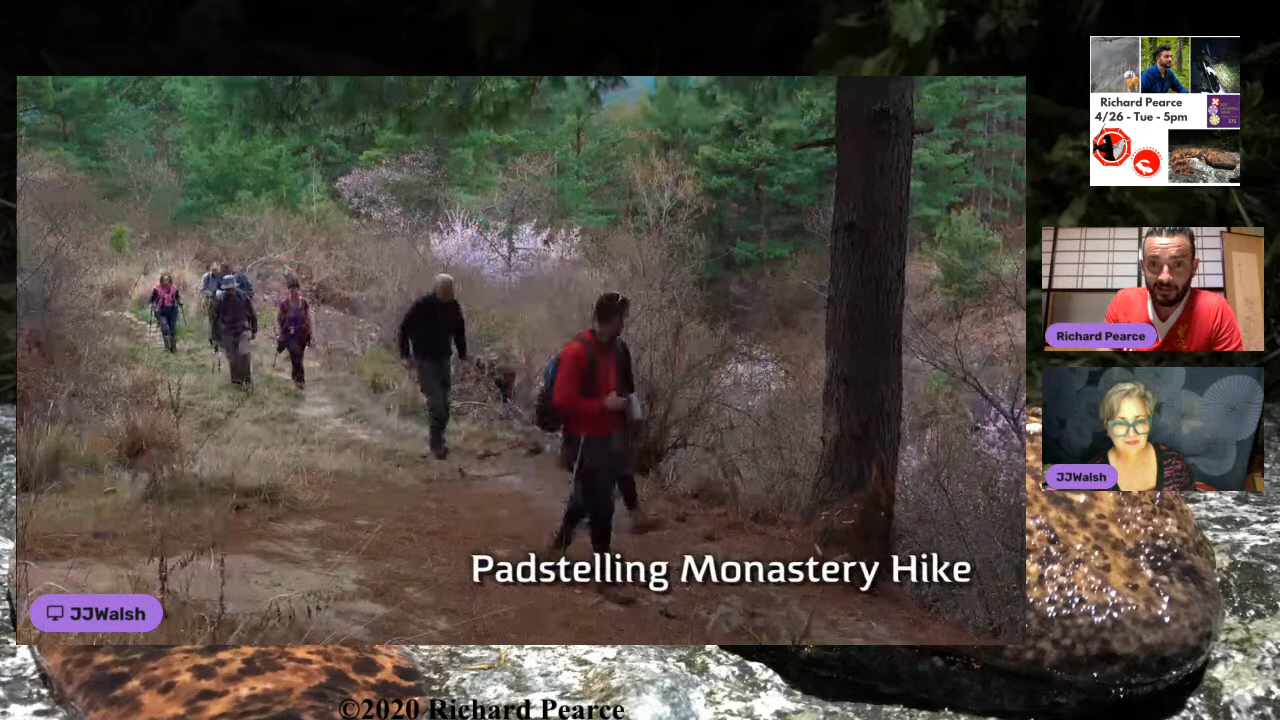 Richard Pearce
4/26 - Tue - 5pm
Richard Pearce
JJWalsh
Padstelling Monastery Hike
JJWalsh
©2020 Richard Pearce